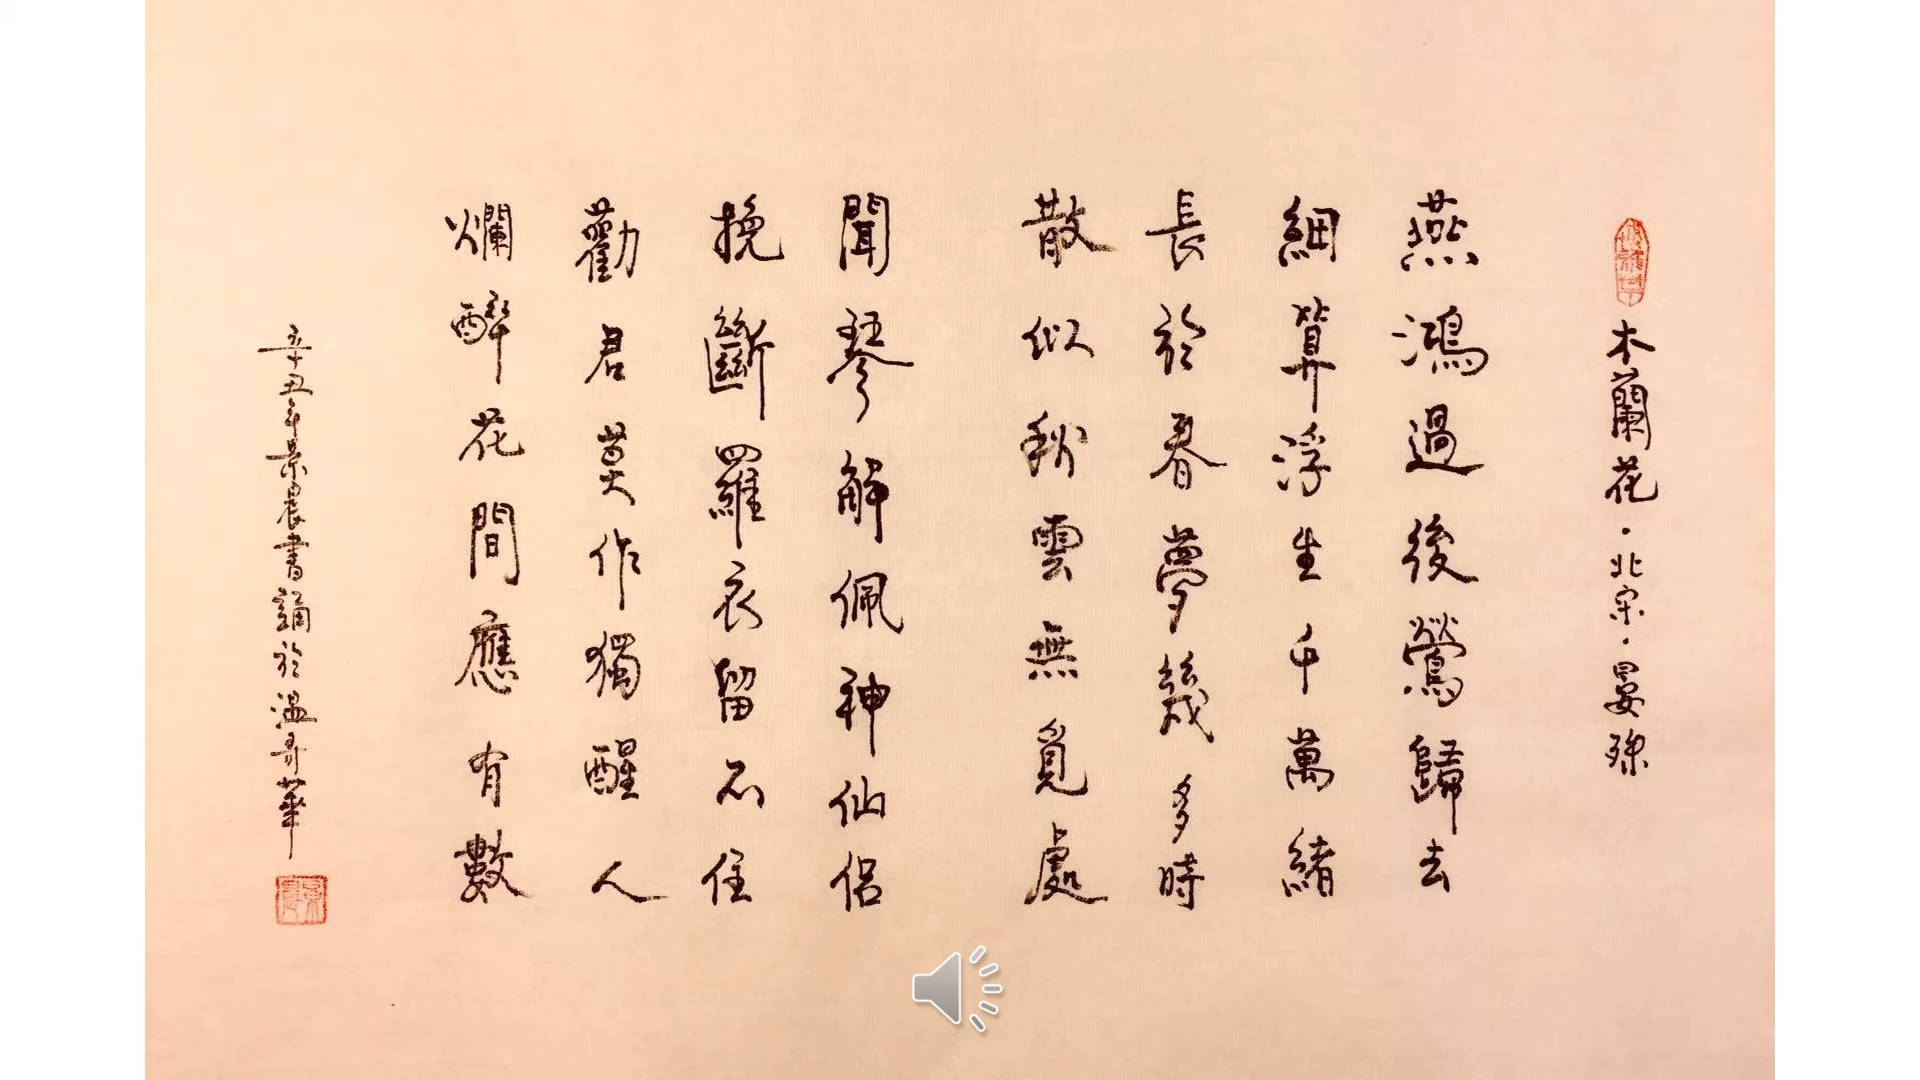 木蘭花·北宋·晏殊
燕鴻過後鶯歸去
細算浮生千萬緒
長於春夢幾多時
散似秋雲無覓處
聞琴解佩神仙侶
挽斷羅衣留不住
勸君莫作獨醒人
爛醉花間應有數
辛丑年景晨書誦於溫哥華